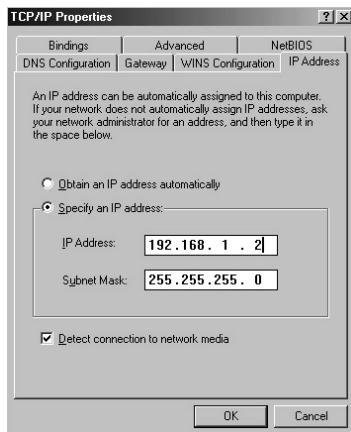 TCP/IP Properties
Bindings Advanced NetBIOS
DNS Configuration Gateway WINS Configuration IP Address
An IP address can be automatically assigned to this computer.
If your network does not automatically assign IP addresses, ask
your network administrator for an address, and then type it in
the space below.
Obtain an IP address automatically
Specify an IP address:
IP Address: 192.168. 1 . 2
Subnet Mask: 255.255.255. 0
Detect connection to network media
OK Cancel